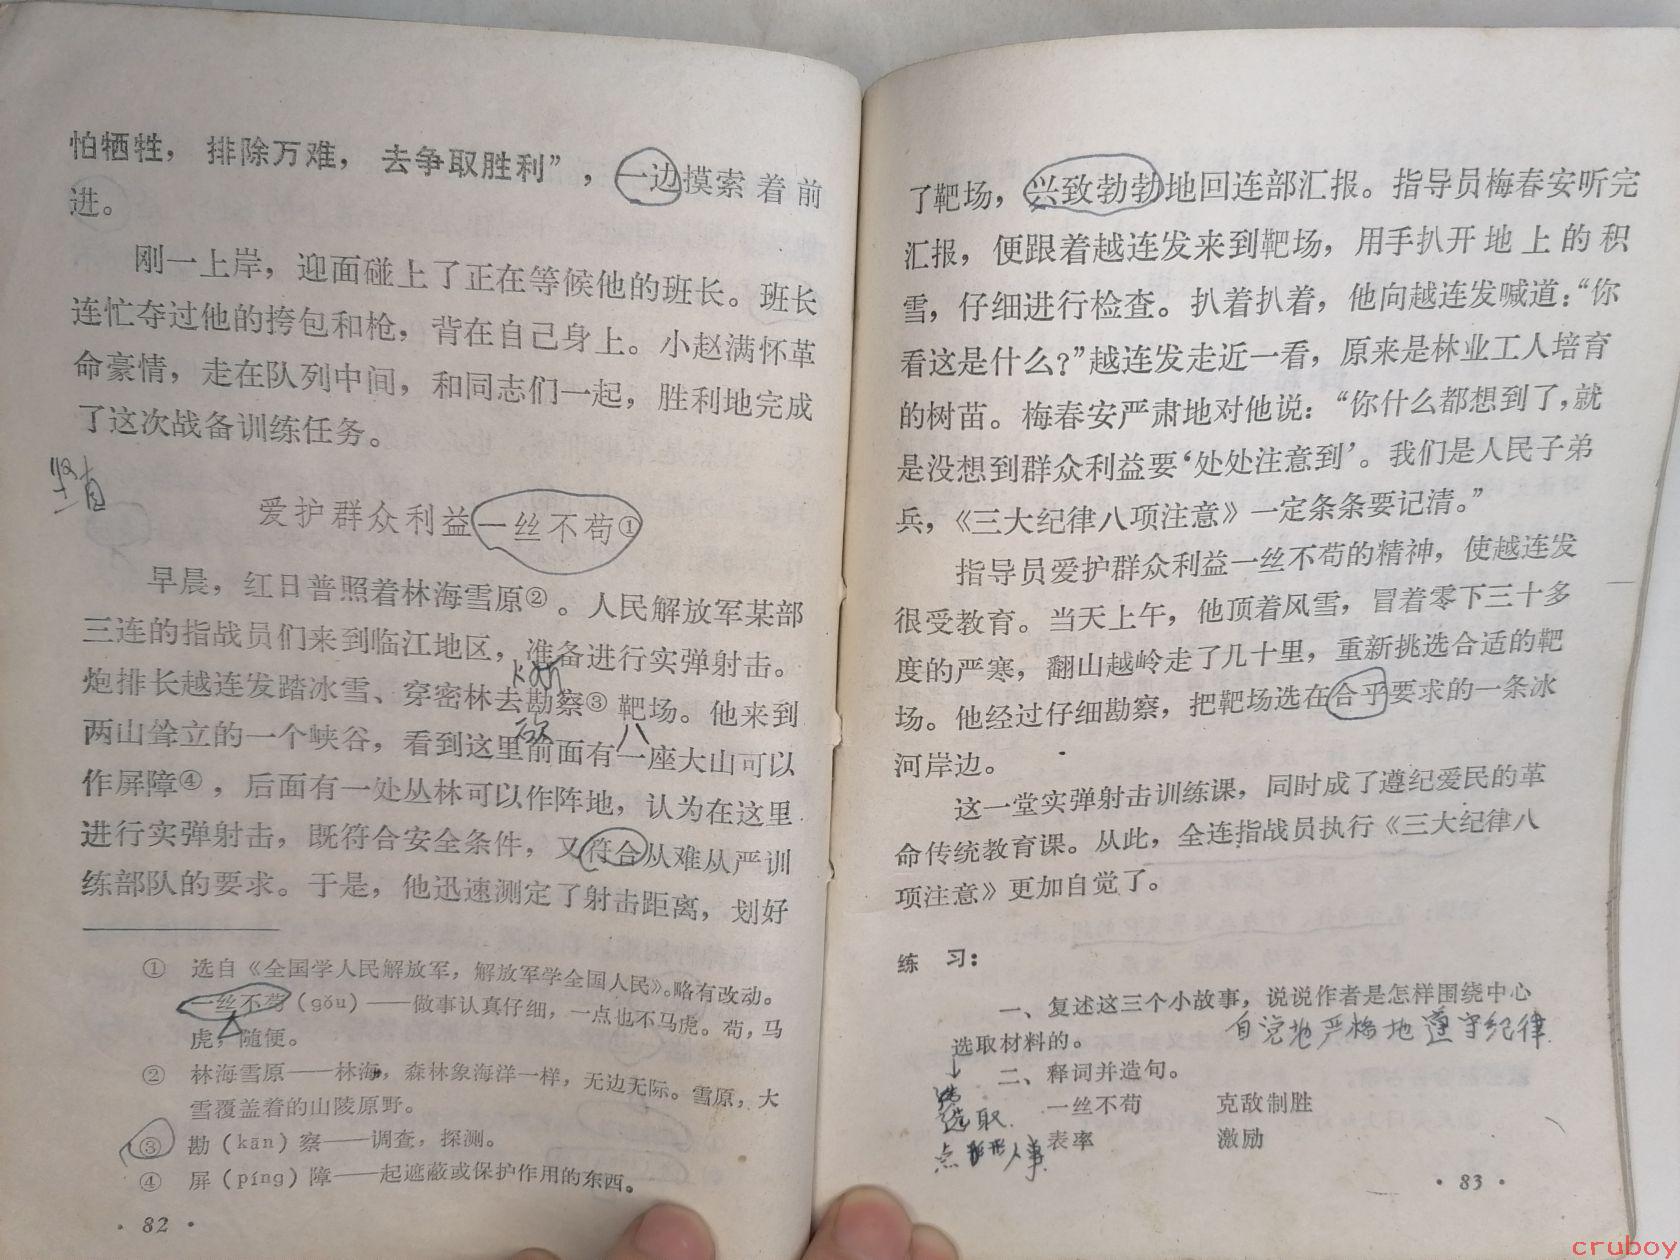 怕牺牲，排除万难，去争取胜利”，一边摸索着前
进。
刚一上岸，迎面碰上了正在等候他的班长。班长
连忙夺过他的挎包和枪，背在自己身上。小赵满怀革
命豪情，走在队列中间，和同志们一起，胜利地完成
了这次战备训练任务。
爱护群众利益一丝不苟①
早晨，红日普照着林海雪原②。人民解放军某部
三连的指战员们来到临江地区，准备进行实弹射击。
炮排长越连发踏冰雪、穿密林去勘察③靶场。他来到
两山耸立的一个峡谷，看到这里前面有一座大山可以
作屏障④，后面有一处丛林可以作阵地，认为在这里
进行实弹射击，既符合安全条件，又符合从难从严训
练部队的要求。于是，他迅速测定了射击距离，划好
① 选自《全国学人民解放军，解放军学全国人民》。略有改动。
一丝不苟(gǒu)——做事认真仔细，一点也不马虎。苟，马
虎，随便。
② 林海雪原——林海，森林象海洋一样，无边无际。雪原，大
雪覆盖着的山陵原野。
③ 勘(kān)察——调查，探测。
④ 屏(píng)障——起遮蔽或保护作用的东西。
· 82 ·
了靶场，兴致勃勃地回连部汇报。指导员梅春安听完
汇报，便跟着越连发来到靶场，用手扒开地上的积
雪，仔细进行检查。扒着扒着，他向越连发喊道：“你
看这是什么？”越连发走近一看，原来是林业工人培育
的树苗。梅春安严肃地对他说：“你什么都想到了，就
是没想到群众利益要‘处处注意到’。我们是人民子弟
兵，《三大纪律八项注意》一定条条要记清。”
指导员爱护群众利益一丝不苟的精神，使越连发
很受教育。当天上午，他顶着风雪，冒着零下三十多
度的严寒，翻山越岭走了几十里，重新挑选合适的靶
场。他经过仔细勘察，把靶场选在合乎要求的一条冰
河岸边。
这一堂实弹射击训练课，同时成了遵纪爱民的革
命传统教育课。从此，全连指战员执行《三大纪律八
项注意》更加自觉了。
练 习：
一、复述这三个小故事，说说作者是怎样围绕中心
选取材料的。
自觉地严格地遵守纪律
二、释词并造句。
一丝不苟 克敌制胜
选取
表率 激励
人事
· 83 ·
cruboy